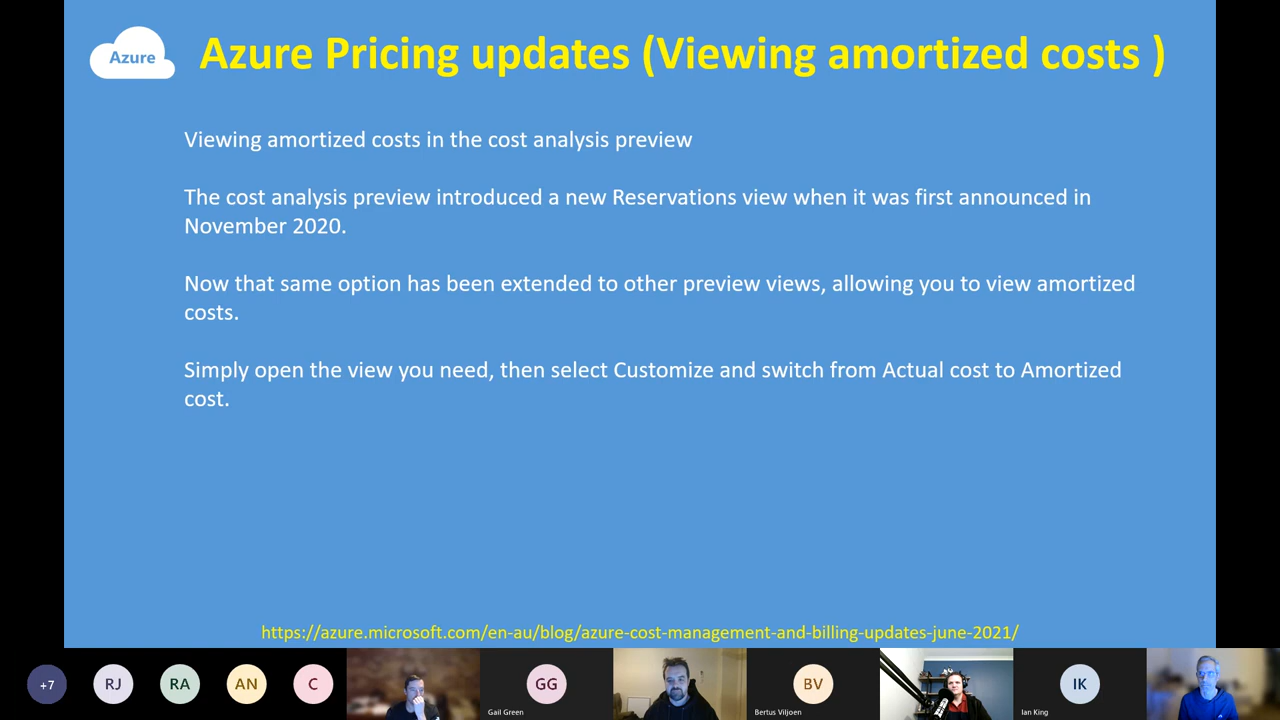 Azure
Azure Pricing updates (Viewing amortized costs )
Viewing amortized costs in the cost analysis preview
The cost analysis preview introduced a new Reservations view when it was first announced in
November 2020.
Now that same option has been extended to other preview views, allowing you to view amortized
costs.
Simply open the view you need, then select Customize and switch from Actual cost to Amortized
cost.
https://azure.microsoft.com/en-au/blog/azure-cost-management-and-billing-updates-june-2021/
+7
RJ
RA
AN
C
GG
Gail Green
BV
Bertus Viljoen
IK
Ian King